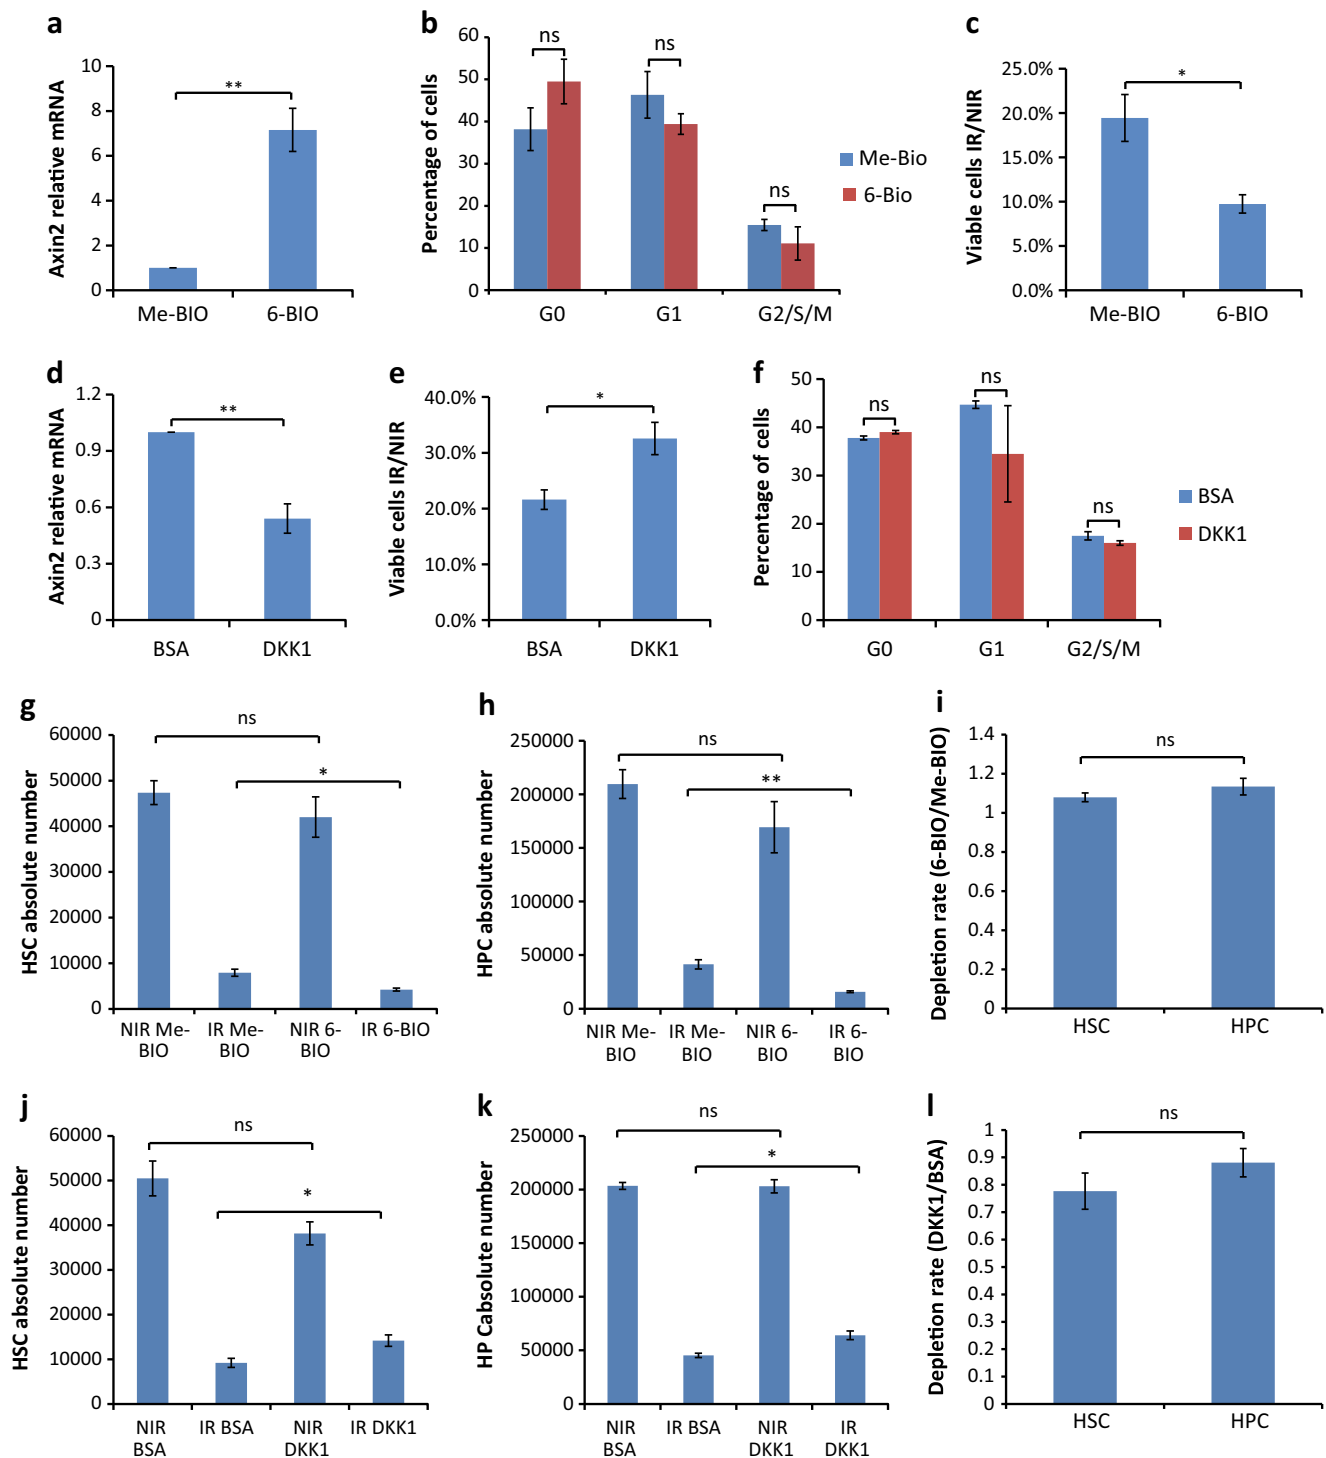 a
Axin2 relative mRNA
10
8
6
4
2
0
**
Me-BIO
6-BIO
b
Percentage of cells
60
50
40
30
20
10
0
ns
ns
ns
G0
G1
G2/S/M
Me-Bio
6-Bio
c
Viable cells IR/NIR
25.0%
20.0%
15.0%
10.0%
5.0%
0.0%
*
Me-BIO
6-BIO
d
Axin2 relative mRNA
1.2
0.9
0.6
0.3
0
**
BSA
DKK1
e
Viable cells IR/NIR
40.0%
30.0%
20.0%
10.0%
0.0%
*
BSA
DKK1
f
Percentage of cells
50
40
30
20
10
0
ns
ns
ns
G0
G1
G2/S/M
BSA
DKK1
g
HSC absolute number
60000
50000
40000
30000
20000
10000
0
ns
*
NIR Me-
BIO
IR Me-
BIO
NIR 6-
BIO
IR 6-BIO
h
HPC absolute number
250000
200000
150000
100000
50000
0
ns
**
NIR Me-
BIO
IR Me-
BIO
NIR 6-
BIO
IR 6-
BIO
i
Depletion rate (6-BIO/Me-BIO)
1.4
1.2
1
0.8
0.6
0.4
0.2
0
ns
HSC
HPC
j
HSC absolute number
60000
50000
40000
30000
20000
10000
0
ns
*
NIR
BSA
IR BSA
NIR
DKK1
IR DKK1
k
HP Cabsolute number
250000
200000
150000
100000
50000
0
ns
*
NIR
BSA
IR BSA
NIR
DKK1
IR
DKK1
l
Depletion rate (DKK1/BSA)
1
0.9
0.8
0.7
0.6
0.5
0.4
0.3
0.2
0.1
0
ns
HSC
HPC